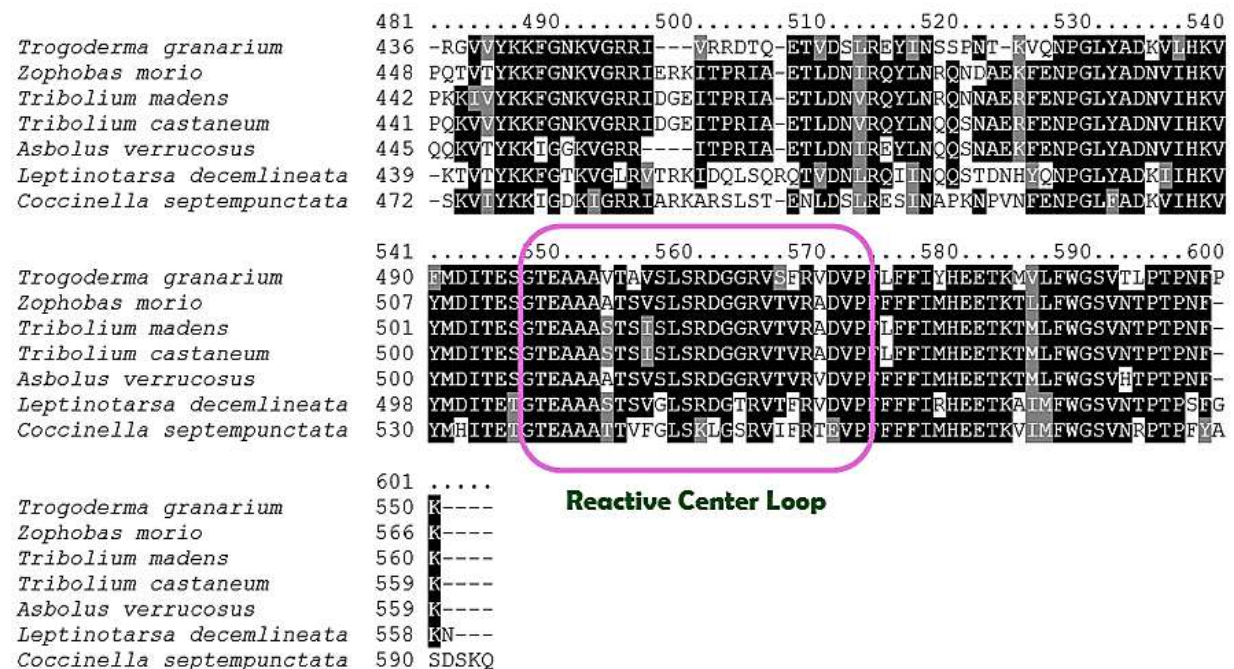 481 .......490.......500.......510.......520.......530.......540
Trogoderma granarium 436 -RGVVYKKFGNKVGRRI---VRRDTQ-ETVDSLREYINSSPNT-KVQNPGLYADKVLHKV
Zophobas morio 448 PQTVTYKKFGNKVGRRIERKITPRIA-ETLDNIRQYLNRQNDAEKFENPGLYADNVIHKV
Tribolium madens 442 PKKIVYKKFGNKVGRRIDGEITPRIA-ETLDNVRQYLNRQNNAERFENPGLYADNVIHKV
Tribolium castaneum 441 PQKVVYKKFGNKVGRRIDGEITPRIA-ETLDNVRQYLNQQSNAERFENPGLYADNVIHKV
Asbolus verrucosus 445 QQKVTYKKIGGKVGRR----ITPRIA-ETLDNIREYLNQQSNAEKFENPGLYADNVIHKV
Leptinotarsa decemlineata 439 -KTVTYKKFGTKVGLRVTRKIDQLSQRQTVDNLRQIINQQSTDNHYQNPGLYADKIIHKV
Coccinella septempunctata 472 -SKVIYKKIGDKIGRRIARKARSLST-ENLDSLRESINAPKNPVNFENPGLFADKVLHKV
541 .......550.......560.......570.......580.......590.......600
Trogoderma granarium 490 FMDITESGTEAAAVTAVSLSRDGGRVSFRVDVPFLFFIYHEETKMVLFWGSVTLPTPNFP
Zophobas morio 507 YMDITESGTEAAAATSVSLSRDGGRVTVRADVPFFFFIMHEETKTLLFWGSVNTPTPNF-
Tribolium madens 501 YMDITESGTEAAASTSISLSRDGGRVTVRADVPFLFFIMHEETKTMLFWGSVNTPTPNF-
Tribolium castaneum 500 YMDITESGTEAAASTSISLSRDGGRVTVRADVPFLFFIMHEETKTMLFWGSVNTPTPNF-
Asbolus verrucosus 500 YMDITESGTEAAAATSVSLSRDGGRVTVRVDVPFFFFIMHEETKTMLFWGSVHTPTPNF-
Leptinotarsa decemlineata 498 YMDITETGTEAAASTSVGLSRDGTRVTFRVDVPFFFFIRHEETKAIMFWGSVNTPTPSFG
Coccinella septempunctata 530 YMHITETGTEAAATTVFGLSKLGSRVIFRTEVPFFFFIMHEETKVIMFWGSVNRPTPFYA
Reactive Center Loop
601 .....
Trogoderma granarium 550 K----
Zophobas morio 566 K----
Tribolium madens 560 K----
Tribolium castaneum 559 K----
Asbolus verrucosus 559 K----
Leptinotarsa decemlineata 558 KN---
Coccinella septempunctata 590 SDSKQ